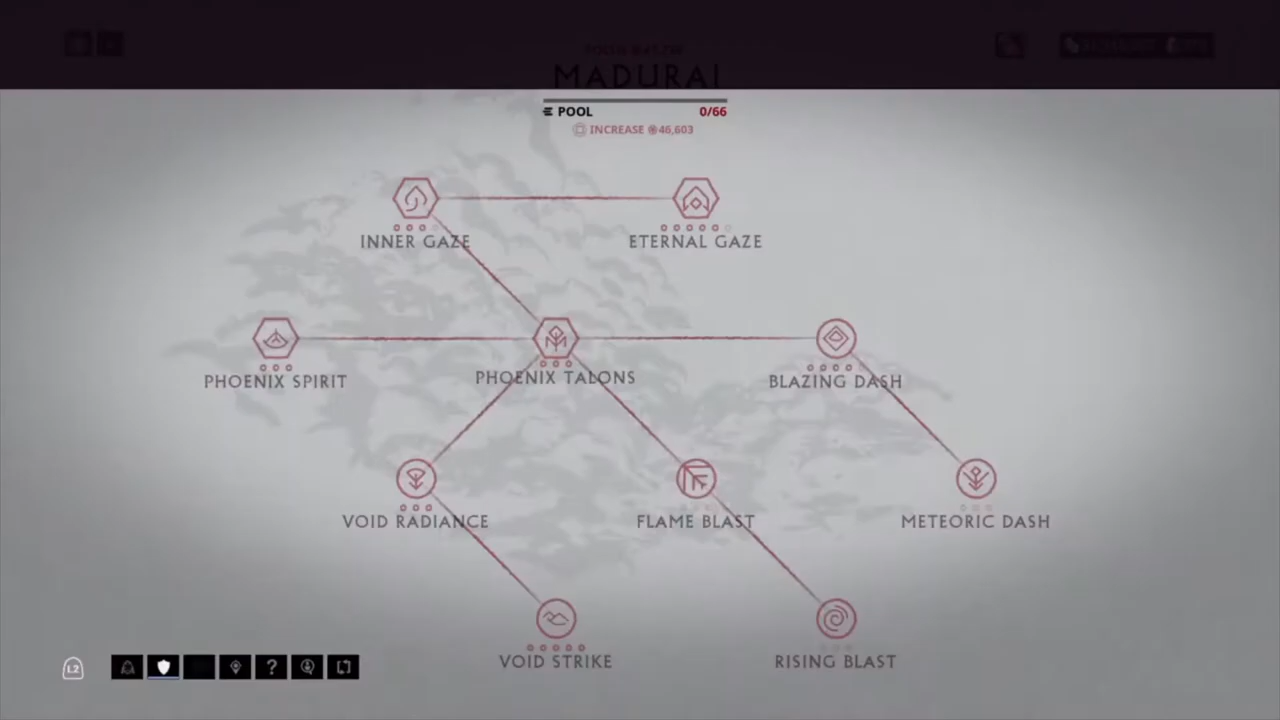 MADURAI
POOL 0/66
INCREASE 46,603
INNER GAZE
ETERNAL GAZE
PHOENIX SPIRIT
PHOENIX TALONS
BLAZING DASH
VOID RADIANCE
FLAME BLAST
METEORIC DASH
VOID STRIKE
RISING BLAST
L2
?